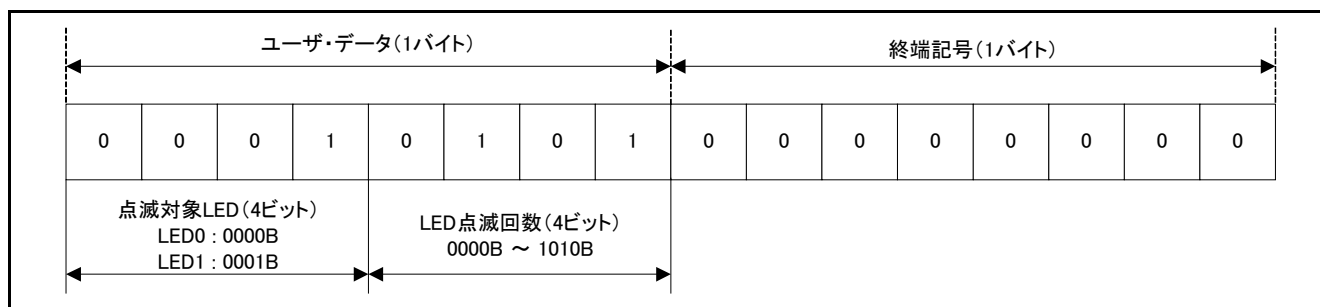 ユーザ・データ(1バイト)
終端記号(1バイト)
0 0 0 1 0 1 0 1 0 0 0 0 0 0 0 0
点滅対象LED(4ビット)
LED0 : 0000B
LED1 : 0001B
LED点滅回数(4ビット)
0000B ～ 1010B